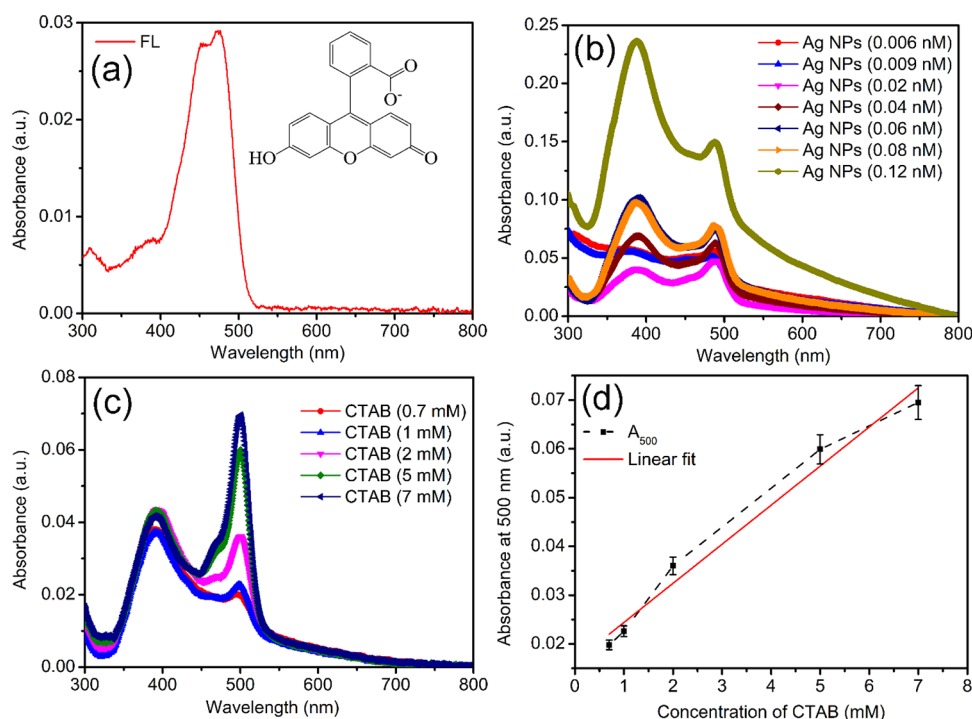 (a)
FL
O
O-
HO
O
O
0.03
0.02
0.01
0.00
Absorbance (a.u.)
300 400 500 600 700 800
Wavelength (nm)
(b)
Ag NPs (0.006 nM)
Ag NPs (0.009 nM)
Ag NPs (0.02 nM)
Ag NPs (0.04 nM)
Ag NPs (0.06 nM)
Ag NPs (0.08 nM)
Ag NPs (0.12 nM)
0.25
0.20
0.15
0.10
0.05
0.00
Absorbance (a.u.)
300 400 500 600 700 800
Wavelength (nm)
(c)
CTAB (0.7 mM)
CTAB (1 mM)
CTAB (2 mM)
CTAB (5 mM)
CTAB (7 mM)
0.08
0.06
0.04
0.02
0.00
Absorbance (a.u.)
300 400 500 600 700 800
Wavelength (nm)
(d)
A500
Linear fit
0.07
0.06
0.05
0.04
0.03
0.02
Absorbance at 500 nm (a.u.)
0 1 2 3 4 5 6 7 8
Concentration of CTAB (mM)